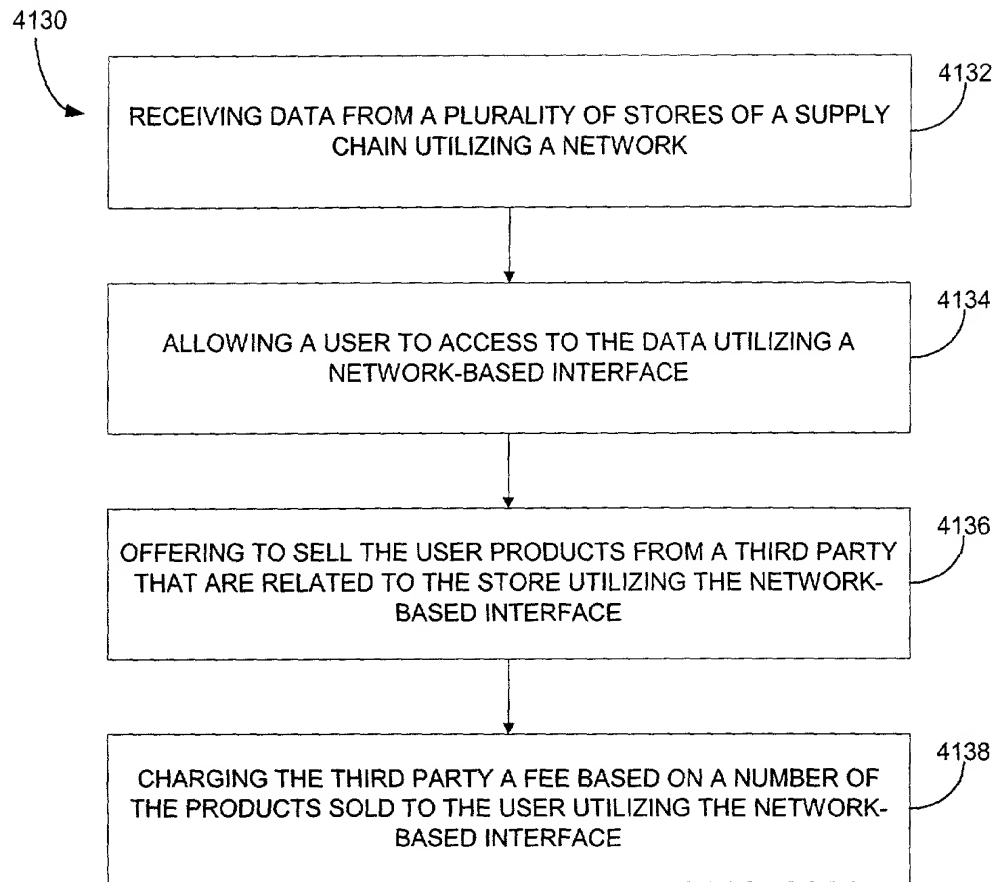 4130
4132
RECEIVING DATA FROM A PLURALITY OF STORES OF A SUPPLY
CHAIN UTILIZING A NETWORK
4134
ALLOWING A USER TO ACCESS TO THE DATA UTILIZING A
NETWORK-BASED INTERFACE
4136
OFFERING TO SELL THE USER PRODUCTS FROM A THIRD PARTY
THAT ARE RELATED TO THE STORE UTILIZING THE NETWORK-
BASED INTERFACE
4138
CHARGING THE THIRD PARTY A FEE BASED ON A NUMBER OF
THE PRODUCTS SOLD TO THE USER UTILIZING THE NETWORK-
BASED INTERFACE